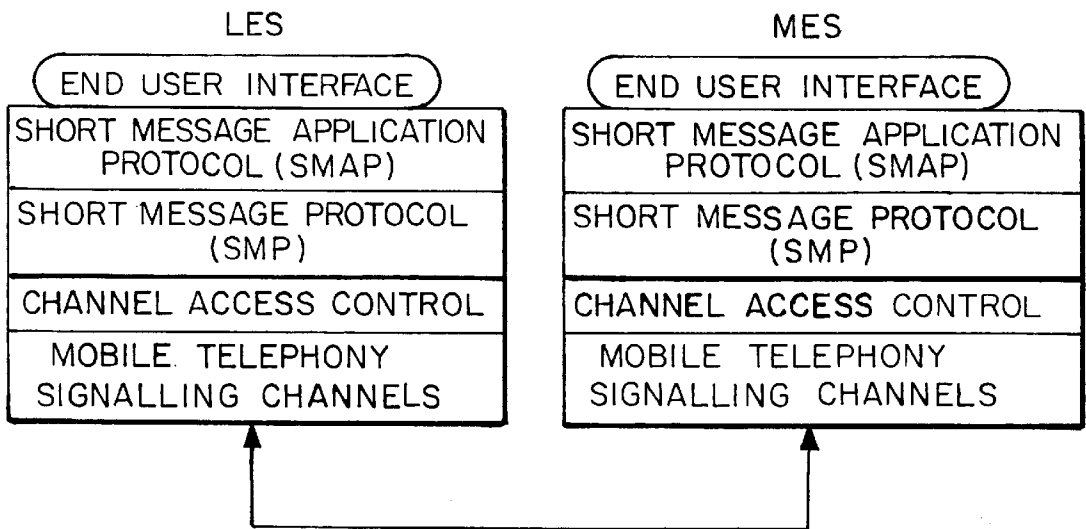 LES
END USER INTERFACE
SHORT MESSAGE APPLICATION
PROTOCOL (SMAP)
SHORT MESSAGE PROTOCOL
(SMP)
CHANNEL ACCESS CONTROL
MOBILE TELEPHONY
SIGNALLING CHANNELS
MES
END USER INTERFACE
SHORT MESSAGE APPLICATION
PROTOCOL (SMAP)
SHORT MESSAGE PROTOCOL
(SMP)
CHANNEL ACCESS CONTROL
MOBILE TELEPHONY
SIGNALLING CHANNELS